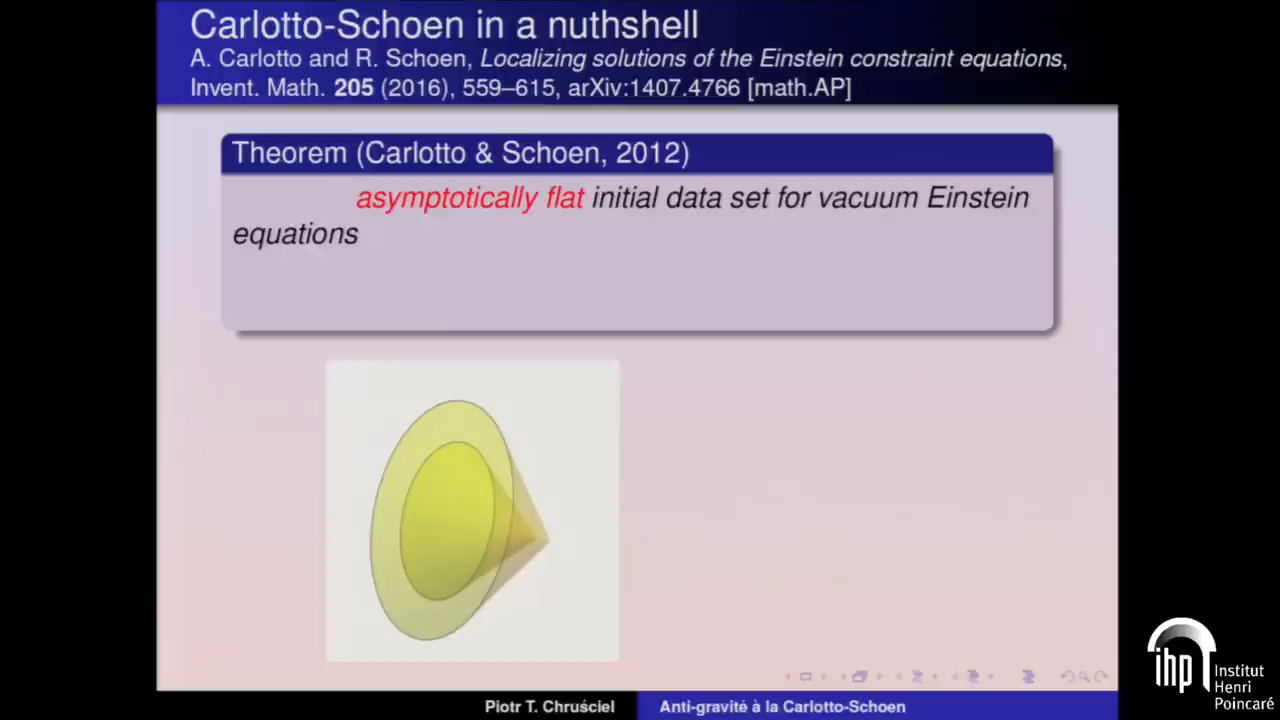 Carlotto-Schoen in a nuthshell
A. Carlotto and R. Schoen, Localizing solutions of the Einstein constraint equations,
Invent. Math. 205 (2016), 559–615, arXiv:1407.4766 [math.AP]
Theorem (Carlotto & Schoen, 2012)
asymptotically flat initial data set for vacuum Einstein
equations
Piotr T. Chruściel
Anti-gravité à la Carlotto-Schoen
ihp
Institut
Henri
Poincaré